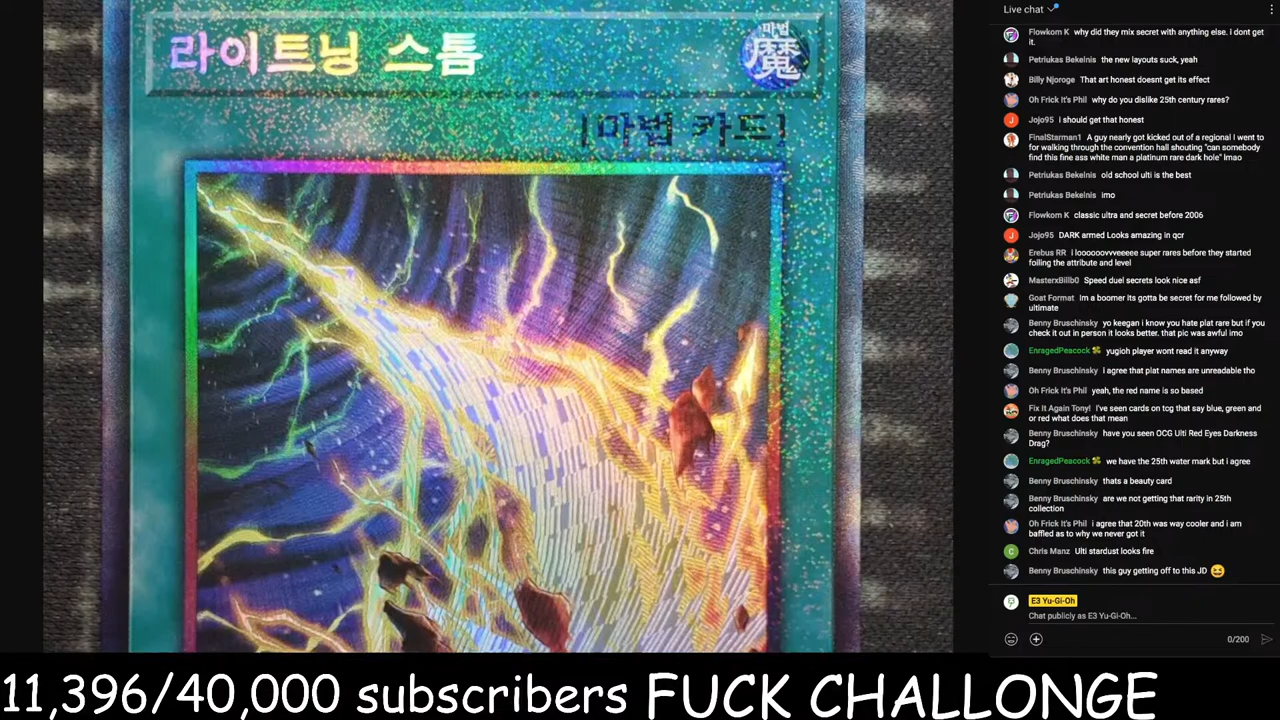 라이트닝 스톰
마법
魔
[마법 카드]
Live chat
Flowkom K why did they mix secret with anything else. i dont get
it.
Petriukas Bekelnis the new layouts suck, yeah
Billy Njoroge That art honest doesnt get its effect
Oh Frick It's Phil why do you dislike 25th century rares?
Jojo95 i should get that honest
FinalStarman1 A guy nearly got kicked out of a regional I went to
for walking through the convention hall shouting "can somebody
find this fine ass white man a platinum rare dark hole" lmao
Petriukas Bekelnis old school ulti is the best
Petriukas Bekelnis imo
Flowkom K classic ultra and secret before 2006
Jojo95 DARK armed Looks amazing in qcr
Erebus RR I looooooovveeeee super rares before they started
foiling the attribute and level
MasterxBillb0 Speed duel secrets look nice asf
Goat Format Im a boomer its gotta be secret for me followed by
ultimate
Benny Bruschinsky yo keegan i know you hate plat rare but if you
check it out in person it looks better. that pic was awful imo
EnragedPeacock yugioh player wont read it anyway
Benny Bruschinsky I agree that plat names are unreadable tho
Oh Frick It's Phil yeah, the red name is so based
Fix It Again Tony! I've seen cards on tcg that say blue, green and
or red what does that mean
Benny Bruschinsky have you seen OCG Ulti Red Eyes Darkness
Drag?
EnragedPeacock we have the 25th water mark but i agree
Benny Bruschinsky thats a beauty card
Benny Bruschinsky are we not getting that rarity in 25th
collection
Oh Frick It's Phil i agree that 20th was way cooler and i am
baffled as to why we never got it
Chris Manz Ulti stardust looks fire
Benny Bruschinsky this guy getting off to this JD
E3 Yu-Gi-Oh
Chat publicly as E3 Yu-Gi-Oh...
0/200
11,396/40,000 subscribers FUCK CHALLONGE